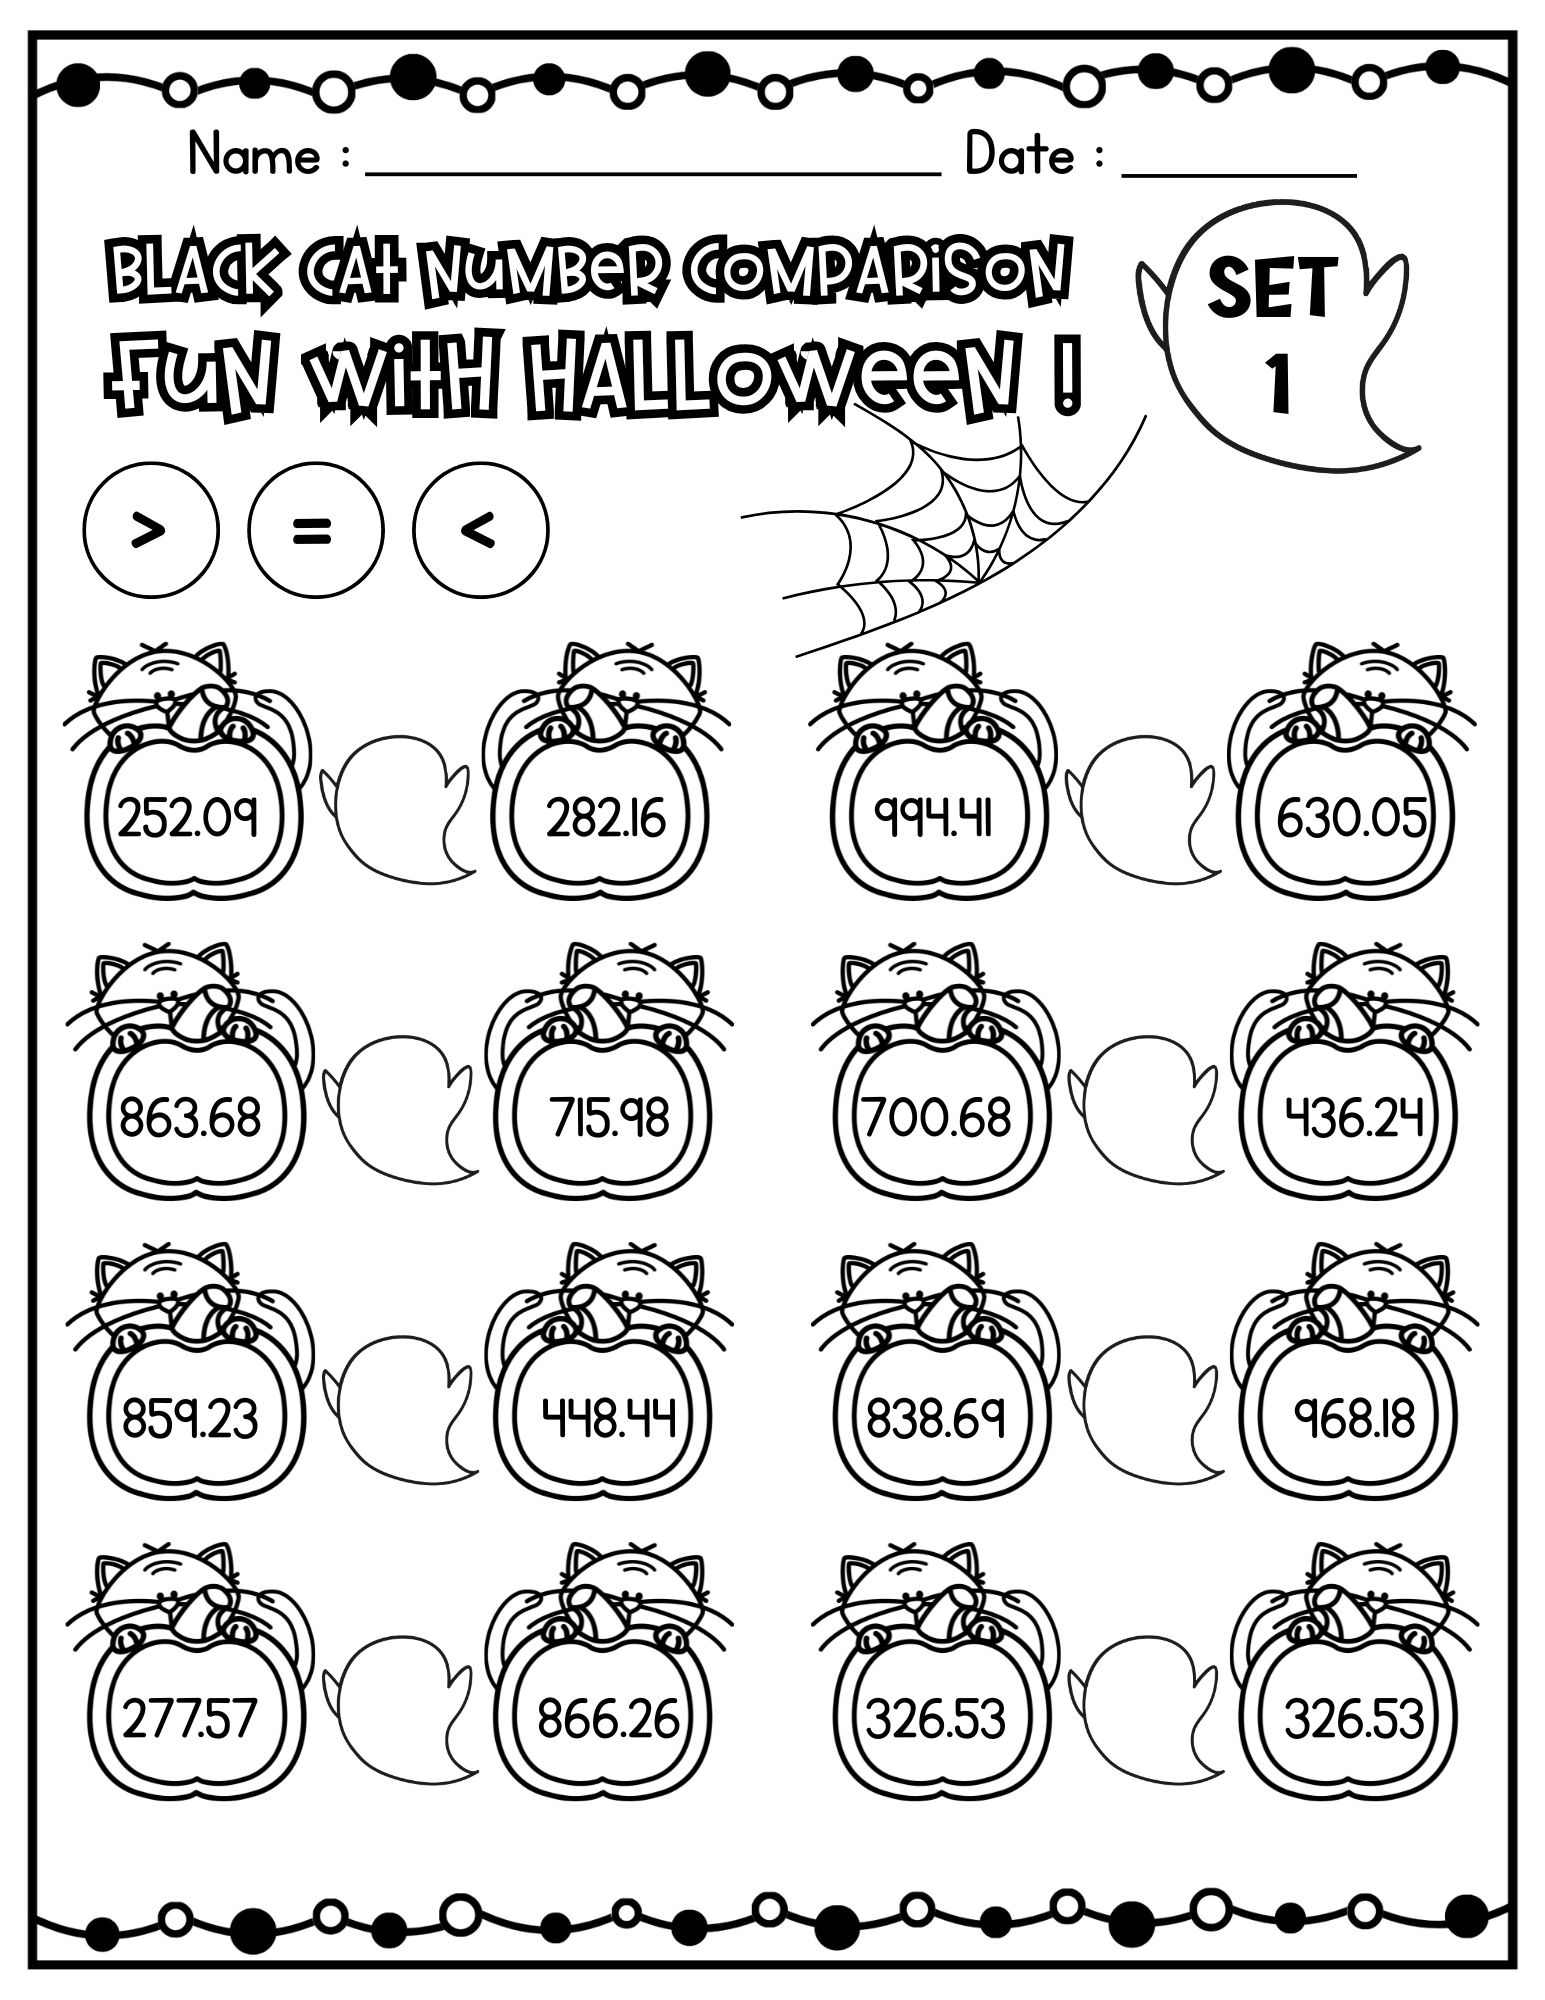 Name : Date :
BLACK CAt NuMBeR COMPARiSON
FuN WitH HALLOWeeN !
SET
1
> = <
252.09 282.16 994.41 630.05
863.68 715.98 700.68 436.24
859.23 448.44 838.69 968.18
277.57 866.26 326.53 326.53